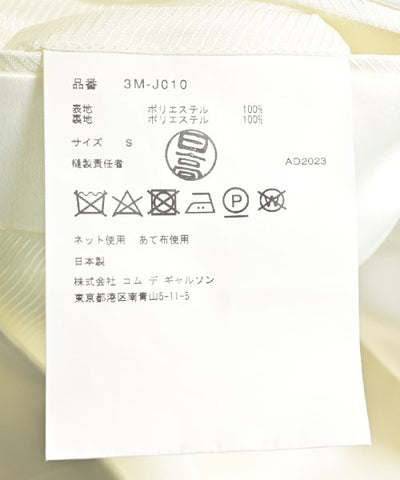 品番 3M-J010
表地 ポリエステル 100%
裏地 ポリエステル 100%
サイズ S
縫製責任者 AD2023
P W
ネット使用 あて布使用
日本製
株式会社 コム デ ギャルソン
東京都港区南青山5-11-5